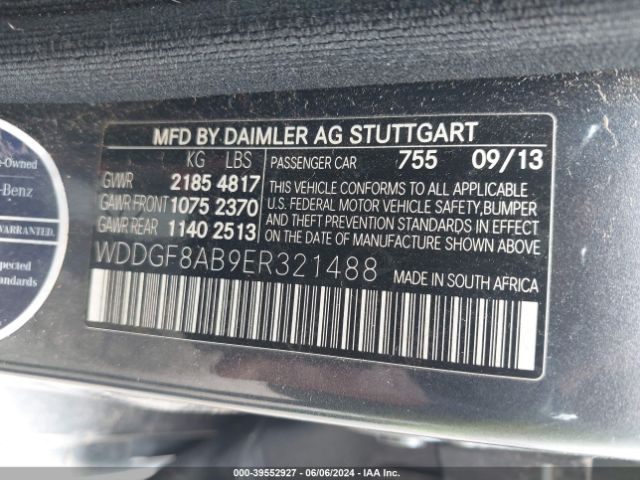 MFD BY DAIMLER AG STUTTGART
KG LBS
GVWR 2185 4817
GAWR FRONT 1075 2370
GAWR REAR 1140 2513
PASSENGER CAR 755 09/13
THIS VEHICLE CONFORMS TO ALL APPLICABLE
U.S. FEDERAL MOTOR VEHICLE SAFETY, BUMPER
AND THEFT PREVENTION STANDARDS IN EFFECT
ON THE DATE OF MANUFACTURE SHOWN ABOVE
WDDGF8AB9ER321488
MADE IN SOUTH AFRICA
-Owned
-Benz
WARRANTED.
Standards
000-39552927 - 06/06/2024 - IAA Inc.